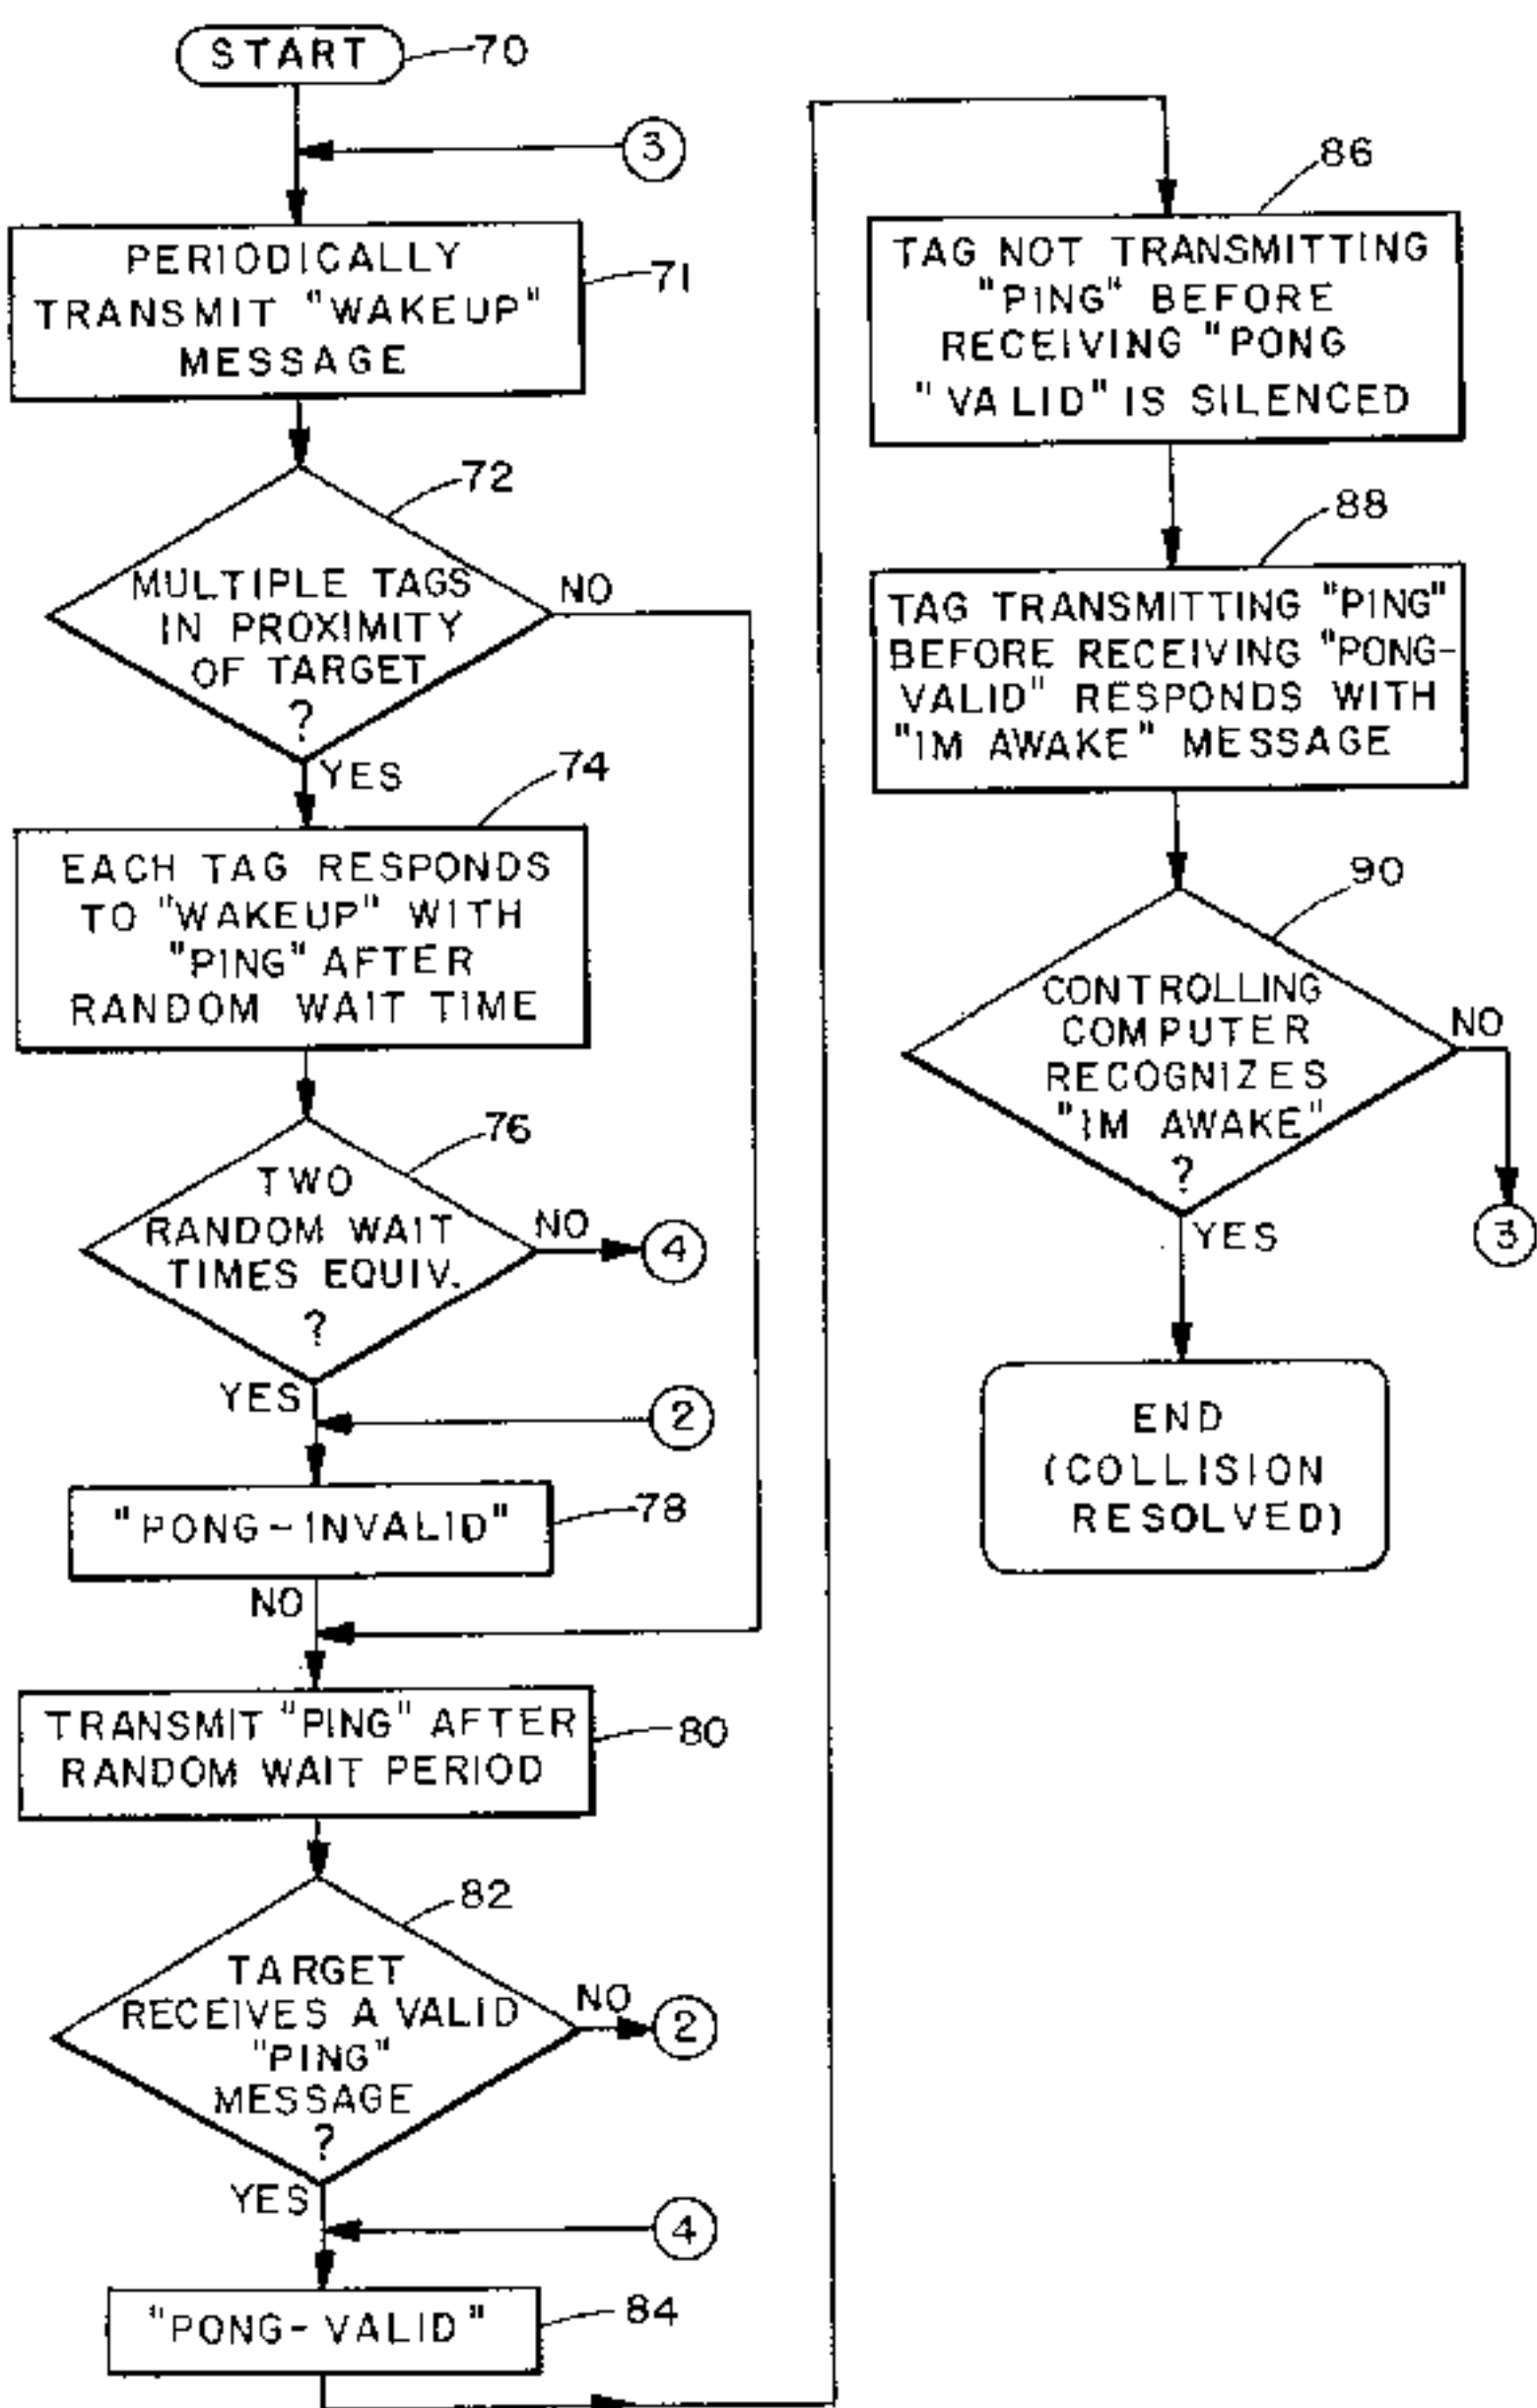 START
70
3
PERIODICALLY
TRANSMIT "WAKEUP"
MESSAGE
71
72
MULTIPLE TAGS
IN PROXIMITY
OF TARGET
?
NO
YES
74
EACH TAG RESPONDS
TO "WAKEUP" WITH
"PING" AFTER
RANDOM WAIT TIME
76
TWO
RANDOM WAIT
TIMES EQUIV.
?
NO
4
YES
2
"PONG-INVALID"
78
NO
TRANSMIT "PING" AFTER
RANDOM WAIT PERIOD
80
82
TARGET
RECEIVES A VALID
"PING"
MESSAGE
?
NO
2
YES
4
"PONG-VALID"
84
86
TAG NOT TRANSMITTING
"PING" BEFORE
RECEIVING "PONG
"VALID" IS SILENCED
88
TAG TRANSMITTING "PING"
BEFORE RECEIVING "PONG-
VALID" RESPONDS WITH
"IM AWAKE" MESSAGE
90
CONTROLLING
COMPUTER
RECOGNIZES
"IM AWAKE"
?
NO
3
YES
END
(COLLISION
RESOLVED)